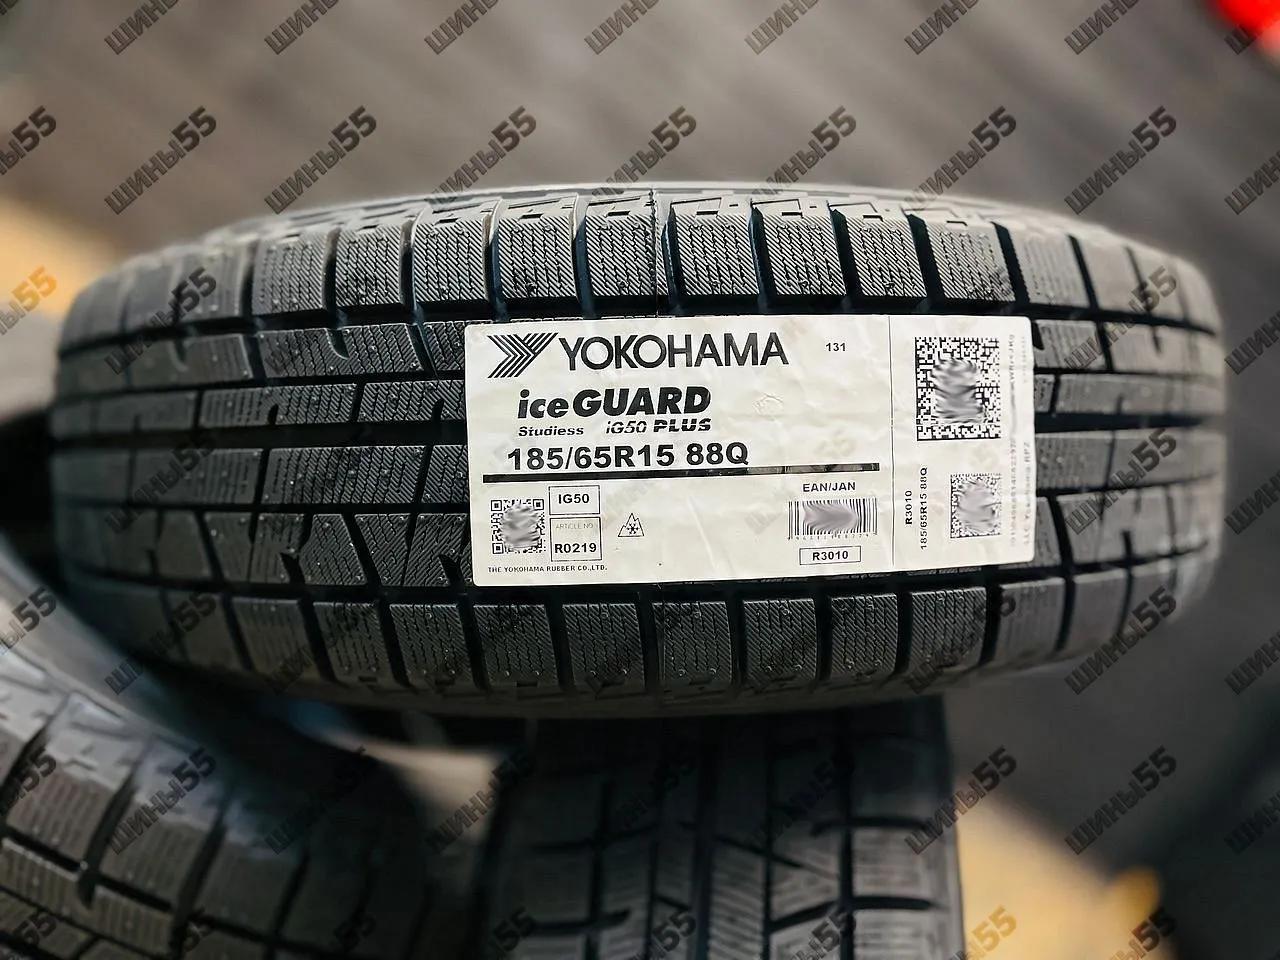 YOKOHAMA
131
iceGUARD
Studless iG50 PLUS
185/65R15 88Q
IG50
ARTICLE NO.
R0219
EAN/JAN
R3010
THE YOKOHAMA RUBBER CO.,LTD.
R3010
185/65R15 88Q
ШИНЫ55